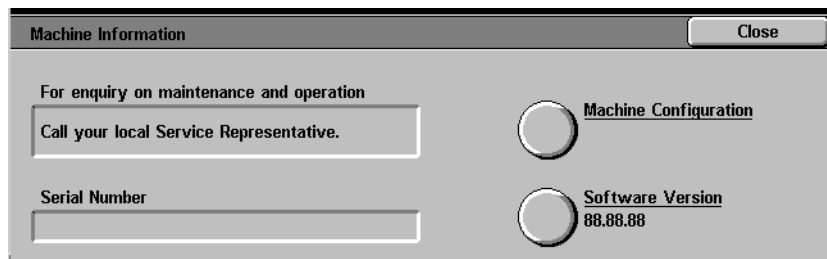 Machine Information
Close
For enquiry on maintenance and operation
Call your local Service Representative.
Machine Configuration
Serial Number
Software Version
88.88.88